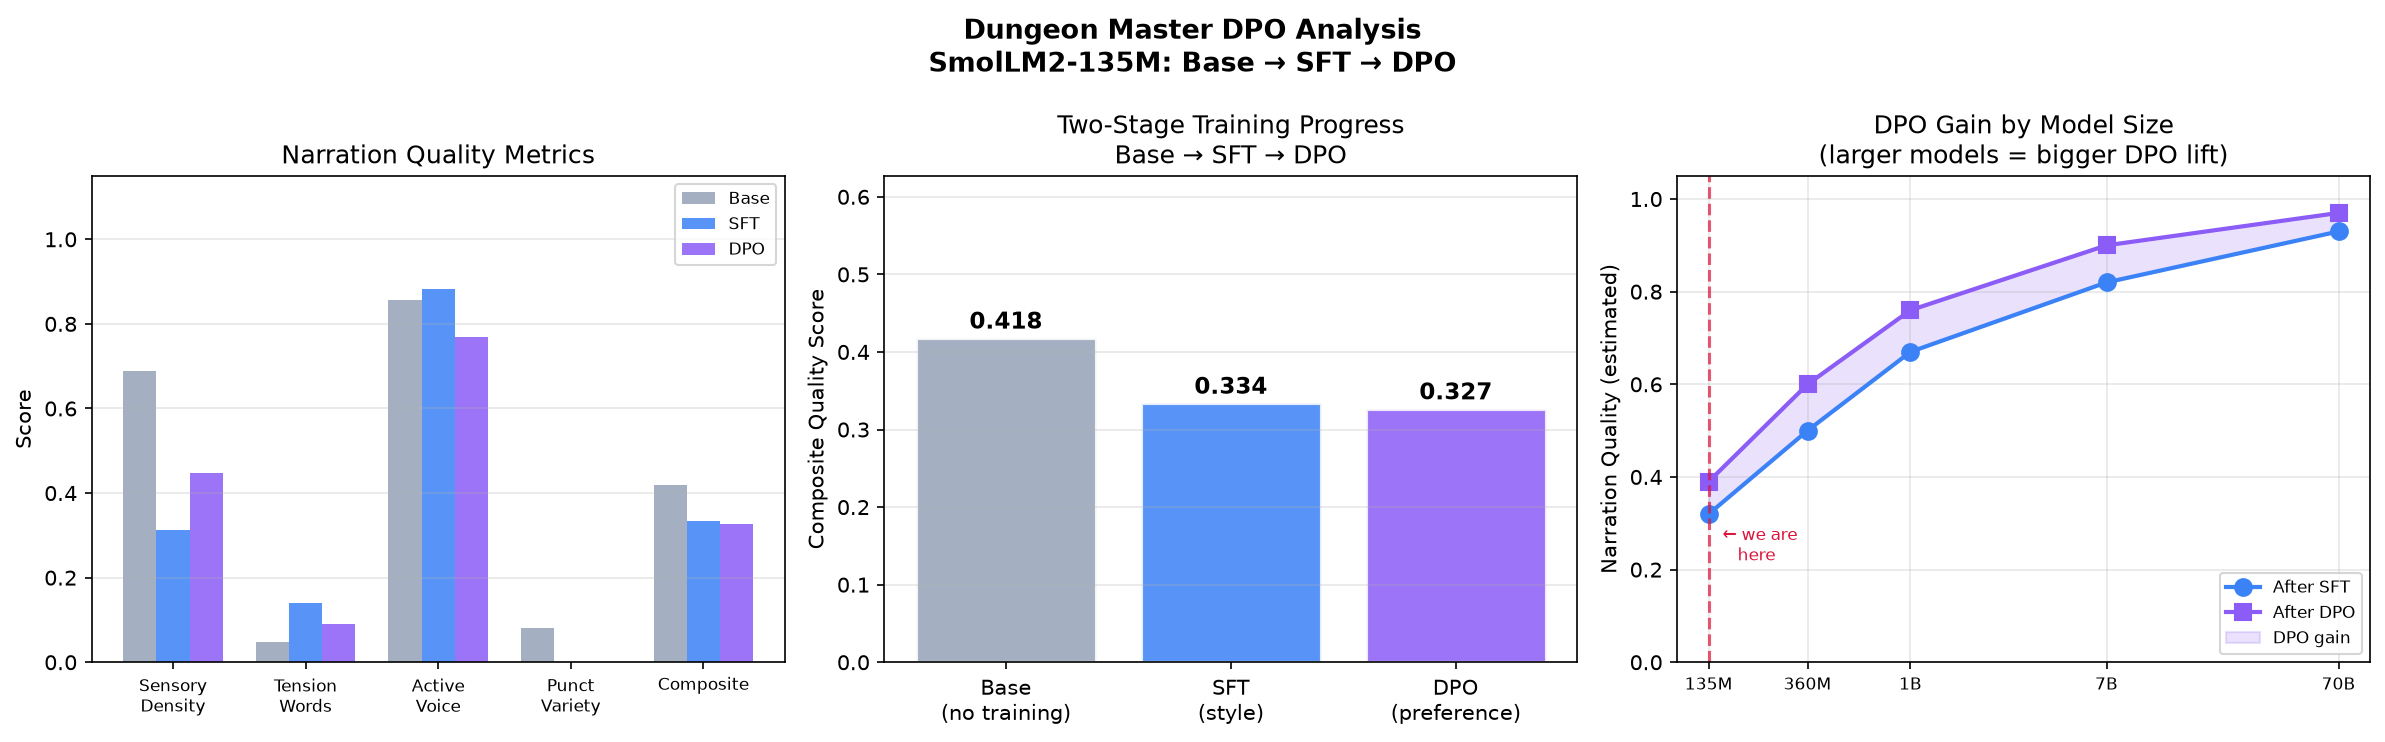 Dungeon Master DPO Analysis
SmolLM2-135M: Base → SFT → DPO
Narration Quality Metrics
Score
1.0
0.8
0.6
0.4
0.2
0.0
Base
SFT
DPO
Sensory
Density
Tension
Words
Active
Voice
Punct
Variety
Composite
Two-Stage Training Progress
Base → SFT → DPO
Composite Quality Score
0.6
0.5
0.4
0.3
0.2
0.1
0.0
0.418
0.334
0.327
Base
(no training)
SFT
(style)
DPO
(preference)
DPO Gain by Model Size
(larger models = bigger DPO lift)
Narration Quality (estimated)
1.0
0.8
0.6
0.4
0.2
0.0
← we are
here
After SFT
After DPO
DPO gain
135M
360M
1B
7B
70B